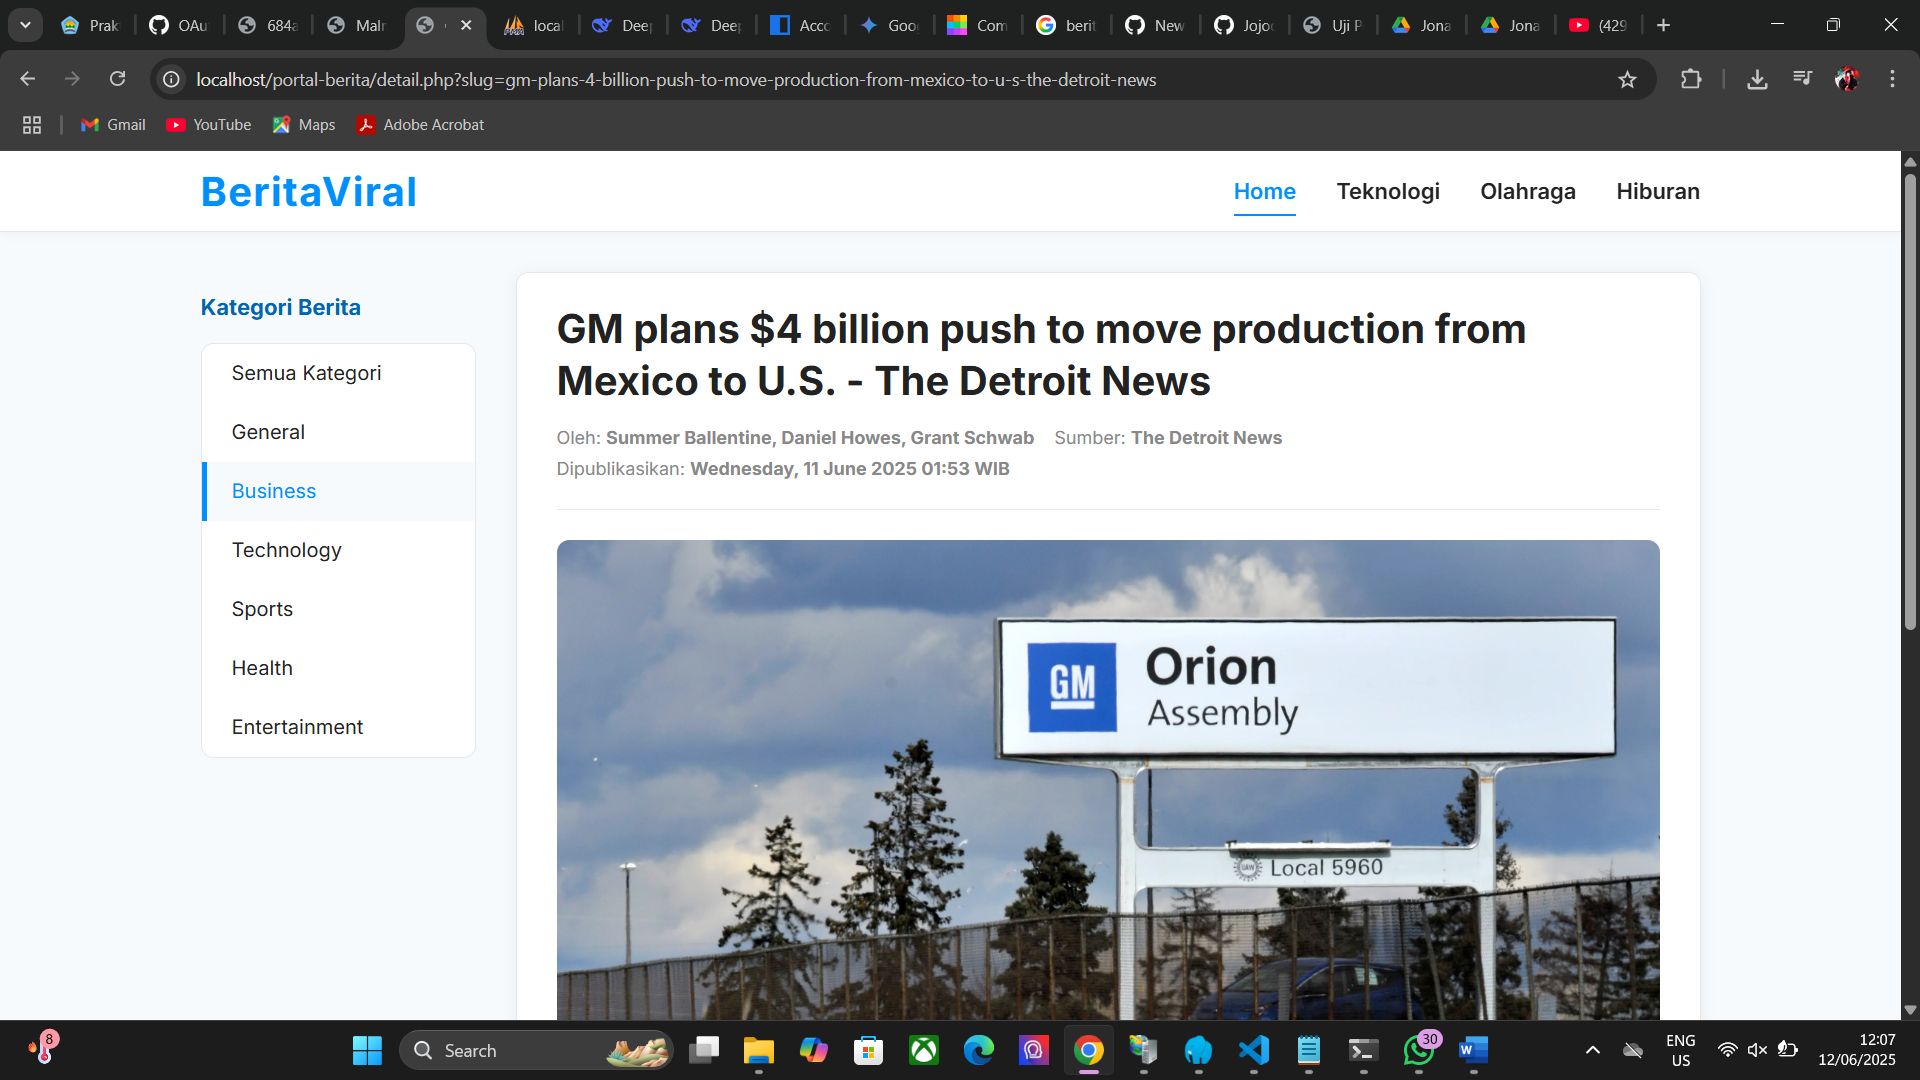 Prak
OAu
684a
Malr
local
Deep
Deep
Acco
Goo
Com
berit
New
Jojo
Uji P
Jona
Jona
(429
localhost/portal-berita/detail.php?slug=gm-plans-4-billion-push-to-move-production-from-mexico-to-u-s-the-detroit-news
Gmail
YouTube
Maps
Adobe Acrobat
BeritaViral
Home
Teknologi
Olahraga
Hiburan
Kategori Berita
Semua Kategori
General
Business
Technology
Sports
Health
Entertainment
GM plans $4 billion push to move production from
Mexico to U.S. - The Detroit News
Oleh: Summer Ballentine, Daniel Howes, Grant Schwab Sumber: The Detroit News
Dipublikasikan: Wednesday, 11 June 2025 01:53 WIB
GM
Orion
Assembly
Local 5960
8
Search
30
ENG
US
12:07
12/06/2025